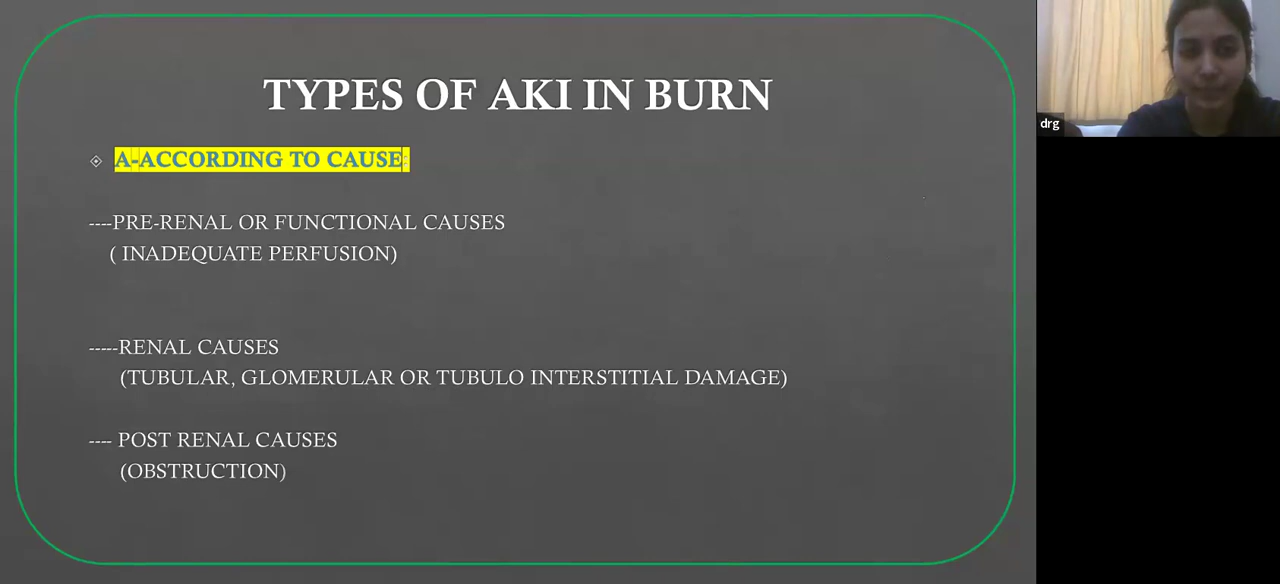 TYPES OF AKI IN BURN
A-ACCORDING TO CAUSE:
----PRE-RENAL OR FUNCTIONAL CAUSES
( INADEQUATE PERFUSION)
-----RENAL CAUSES
(TUBULAR, GLOMERULAR OR TUBULO INTERSTITIAL DAMAGE)
---- POST RENAL CAUSES
(OBSTRUCTION)
drg